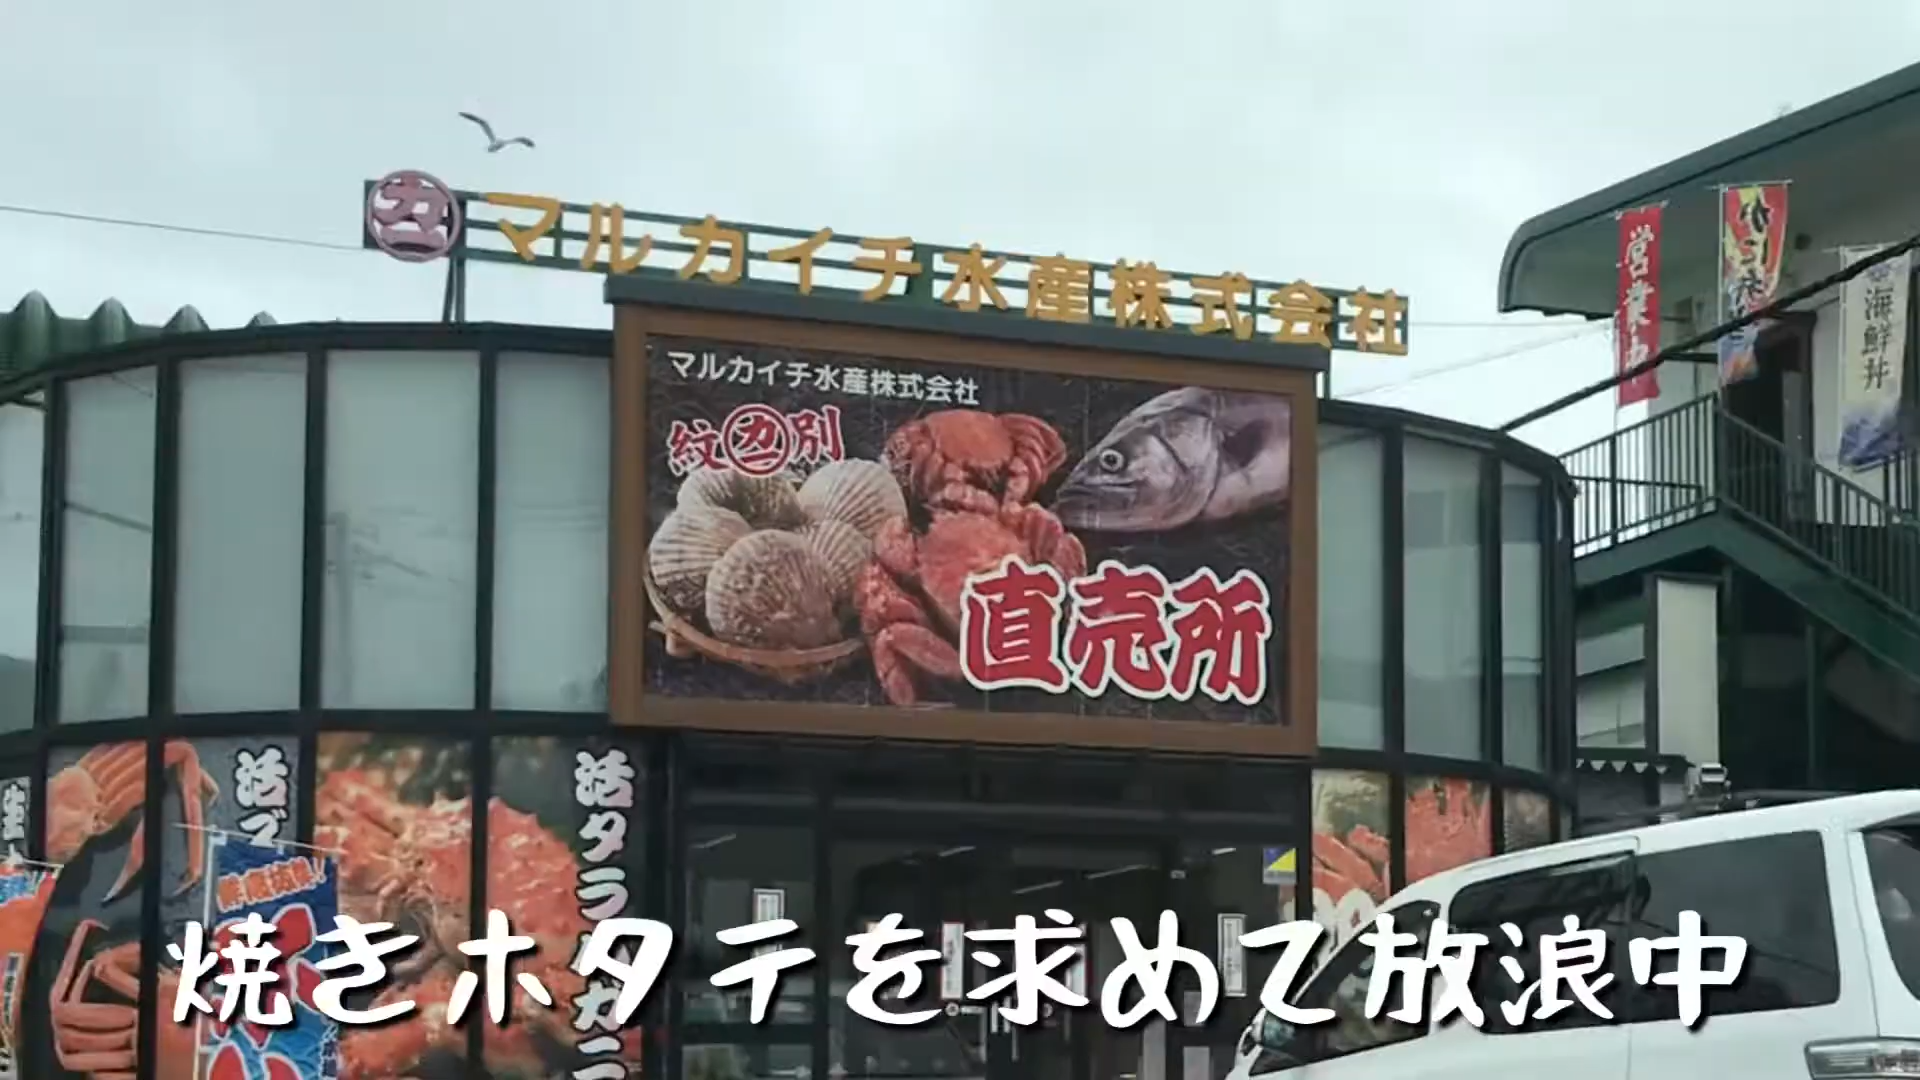 マルカイチ水産株式会社
マルカイチ水産株式会社
紋別
直売所
営業中
海鮮丼
活ズ
活タラバガニ
焼きホタテを求めて放浪中